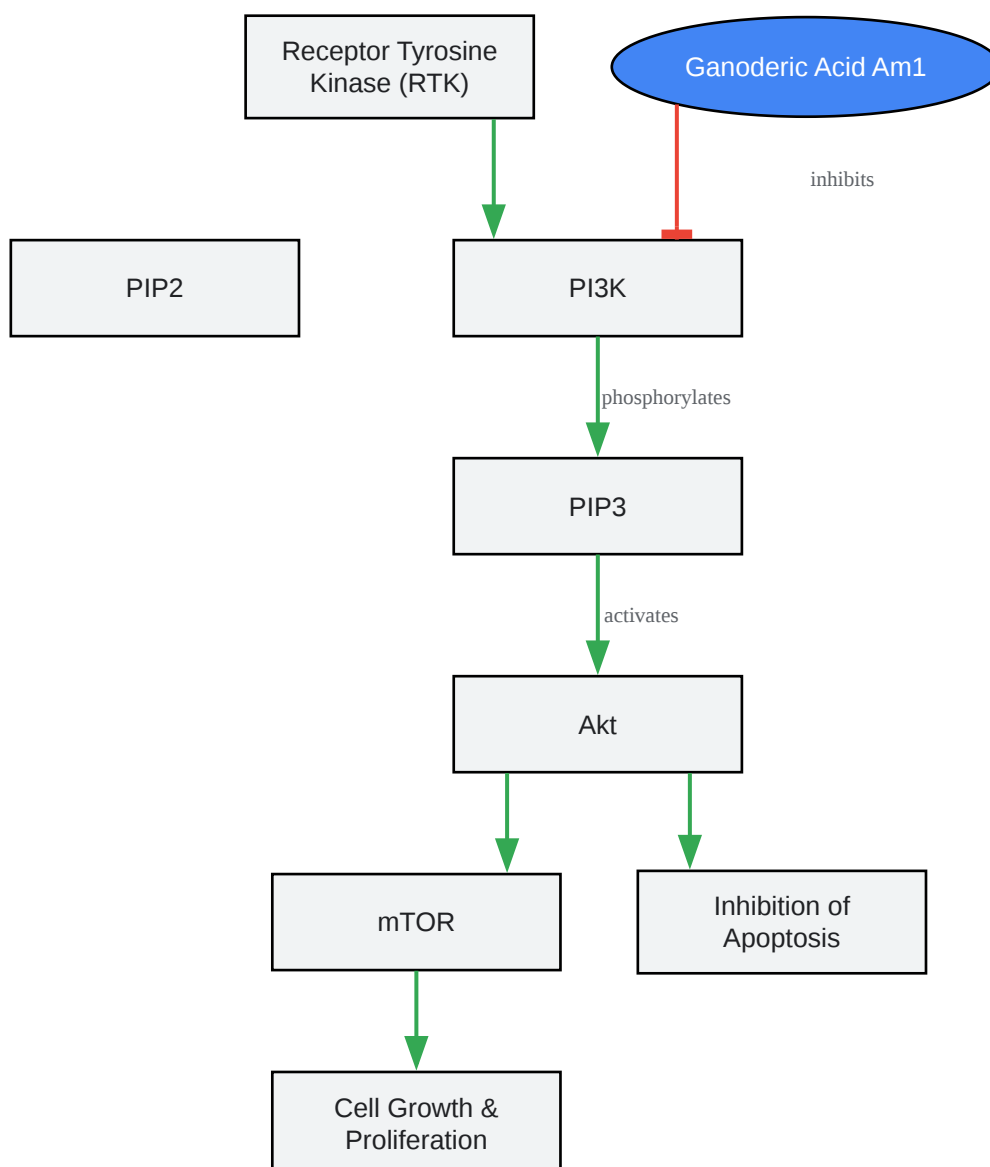 Receptor Tyrosine
Kinase (RTK)
Ganoderic Acid Am1
inhibits
PIP2
PI3K
phosphorylates
PIP3
activates
Akt
mTOR
Inhibition of
Apoptosis
Cell Growth &
Proliferation